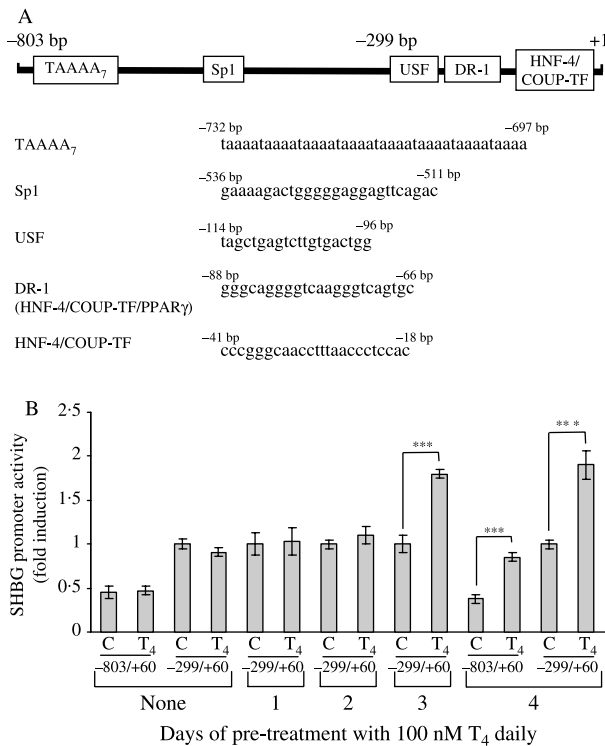 A
−803 bp −299 bp +1
TAAAA₇ Sp1 USF DR-1 HNF-4/
COUP-TF
−732 bp −697 bp
TAAAA₇ taaaataaaataaaataaaataaaataaaataaaataaaa
−536 bp −511 bp
Sp1 gaaaagactgggggaggagttcagac
−114 bp −96 bp
USF tagctgagtcttgtgactgg
−88 bp −66 bp
DR-1 gggcaggggtcaagggtcagtgc
(HNF-4/COUP-TF/PPARγ)
−41 bp −18 bp
HNF-4/COUP-TF cccgggcaacctttaaccctccac
B
SHBG promoter activity
(fold induction)
2·5
2
1·5
1
0·5
0
*** *** ** *
C T₄ C T₄ C T₄ C T₄ C T₄ C T₄ C T₄
−803/+60 −299/+60 −299/+60 −299/+60 −299/+60 −803/+60 −299/+60
None 1 2 3 4
Days of pre-treatment with 100 nM T₄ daily